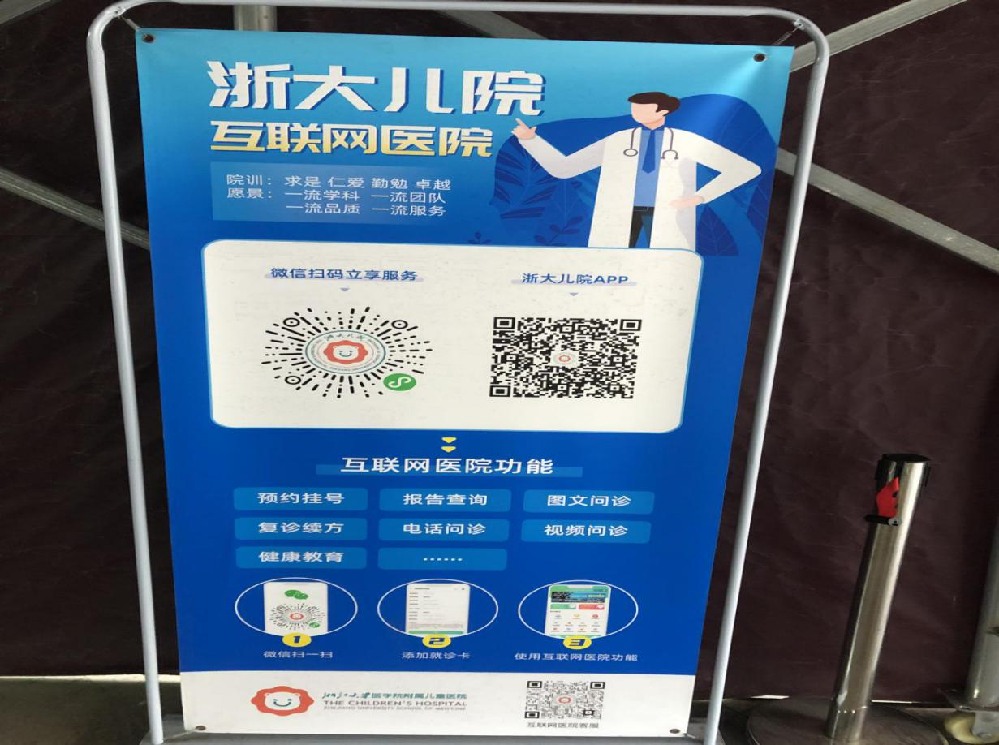 浙大儿院
互联网医院
院训：求是 仁爱 勤勉 卓越
愿景：一流学科 一流团队
一流品质 一流服务
微信扫码立享服务
浙大儿院APP
浙大儿院
互联网医院功能
预约挂号 报告查询 图文问诊
复诊续方 电话问诊 视频问诊
健康教育 ……
1 2 3
微信扫一扫 添加就诊卡 使用互联网医院功能
浙江大学医学院附属儿童医院
THE CHILDREN'S HOSPITAL
ZHEJIANG UNIVERSITY SCHOOL OF MEDICINE
互联网医院客服